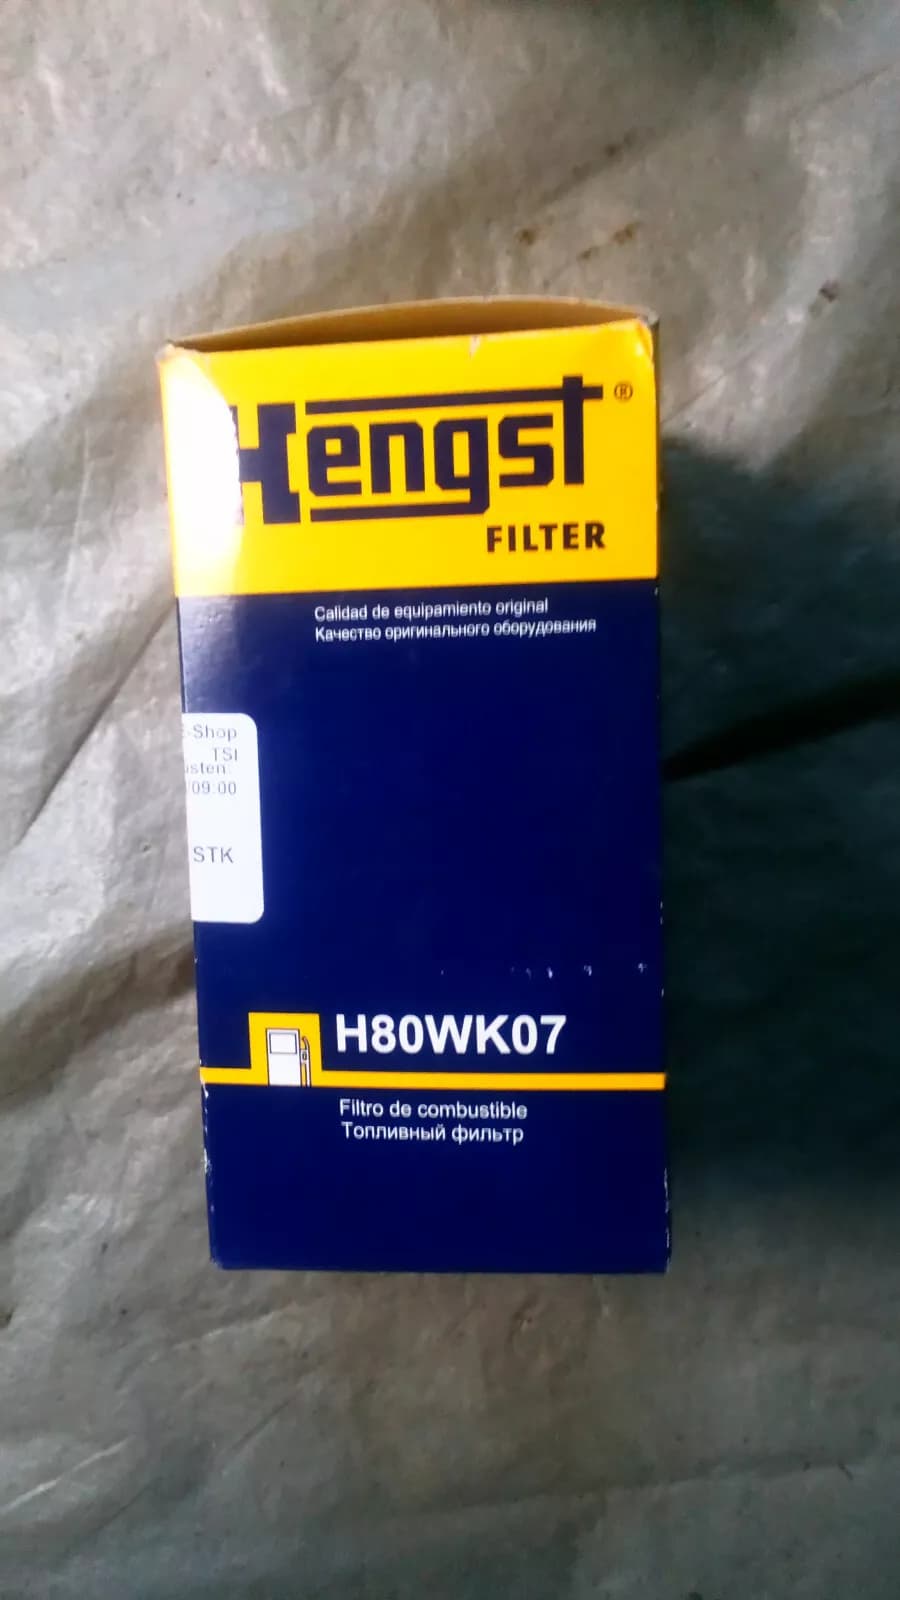 Hengst®
FILTER
Calidad de equipamiento original
Качество оригинального оборудования
-Shop
TSI
sten:
09:00
STK
H80WK07
Filtro de combustible
Топливный фильтр